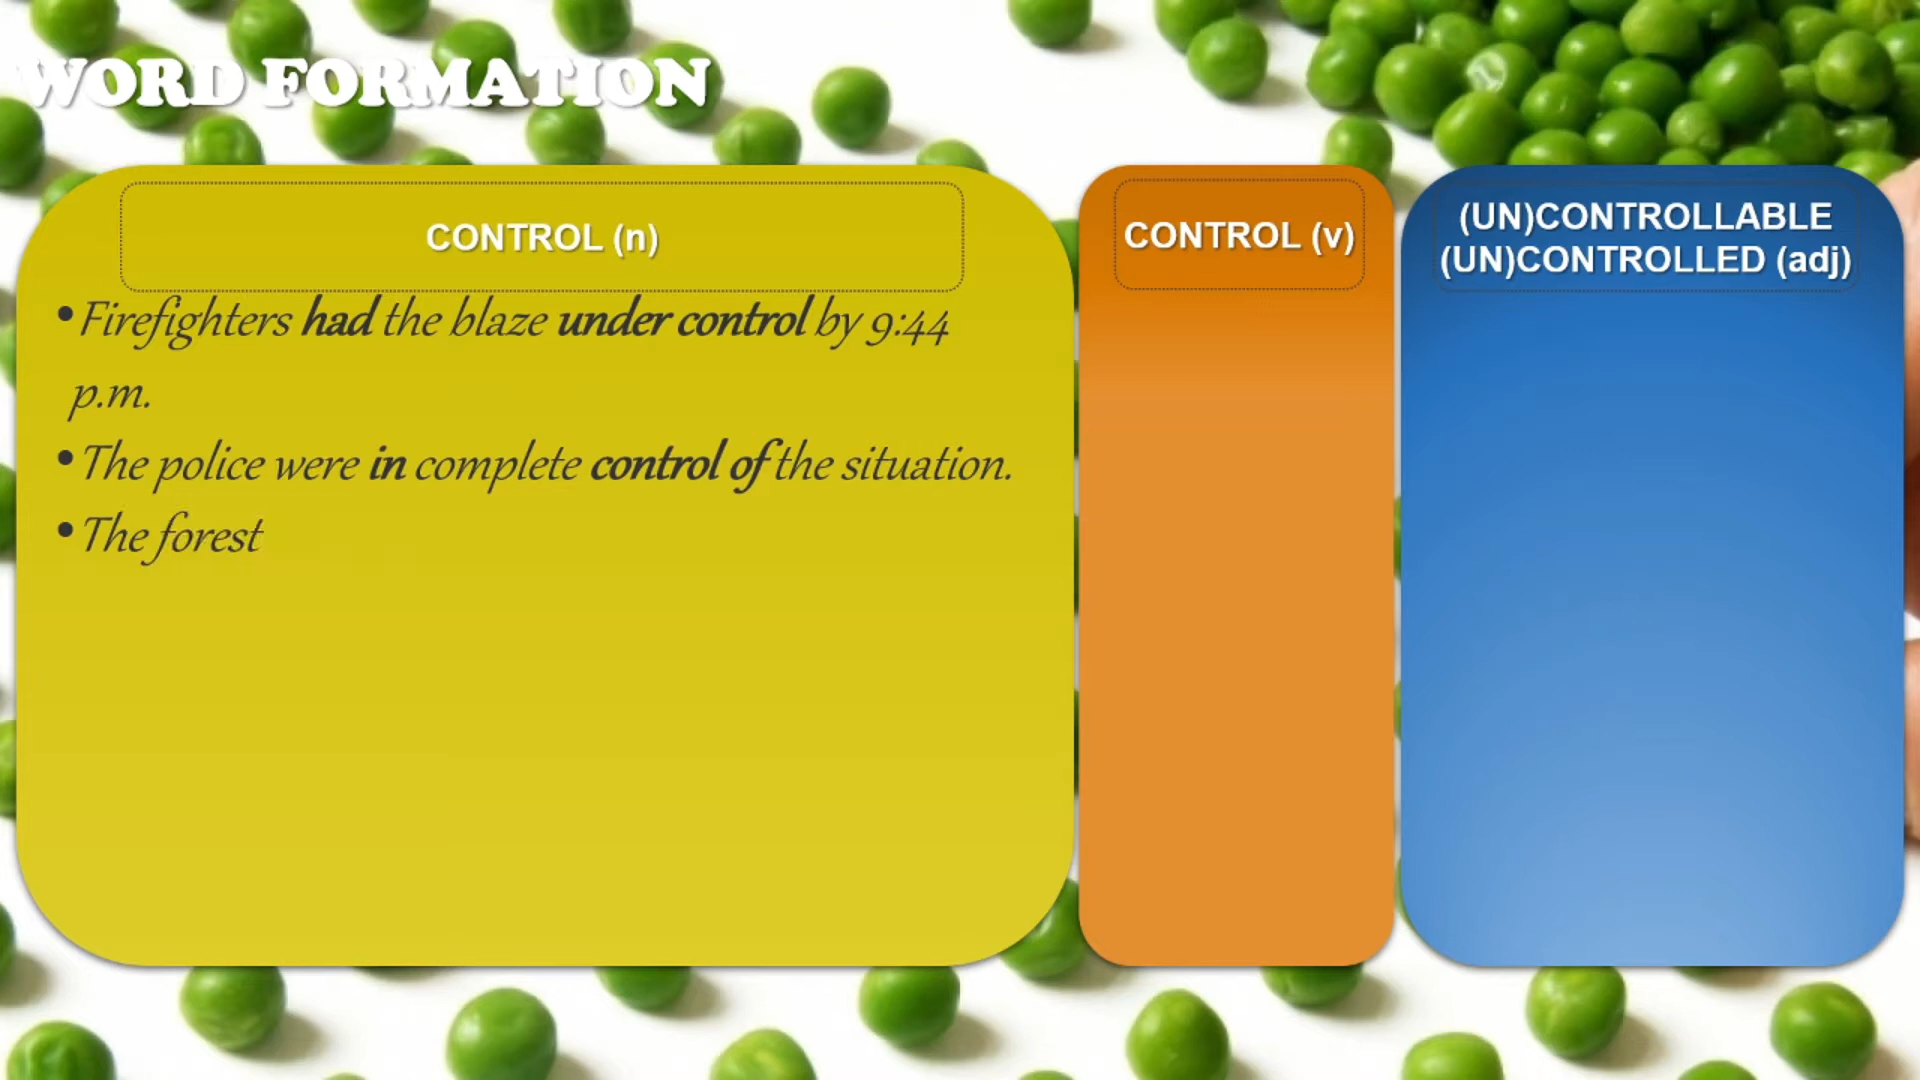 WORD FORMATION
CONTROL (n)
•Firefighters had the blaze under control by 9:44
p.m.
•The police were in complete control of the situation.
•The forest
CONTROL (v)
(UN)CONTROLLABLE
(UN)CONTROLLED (adj)